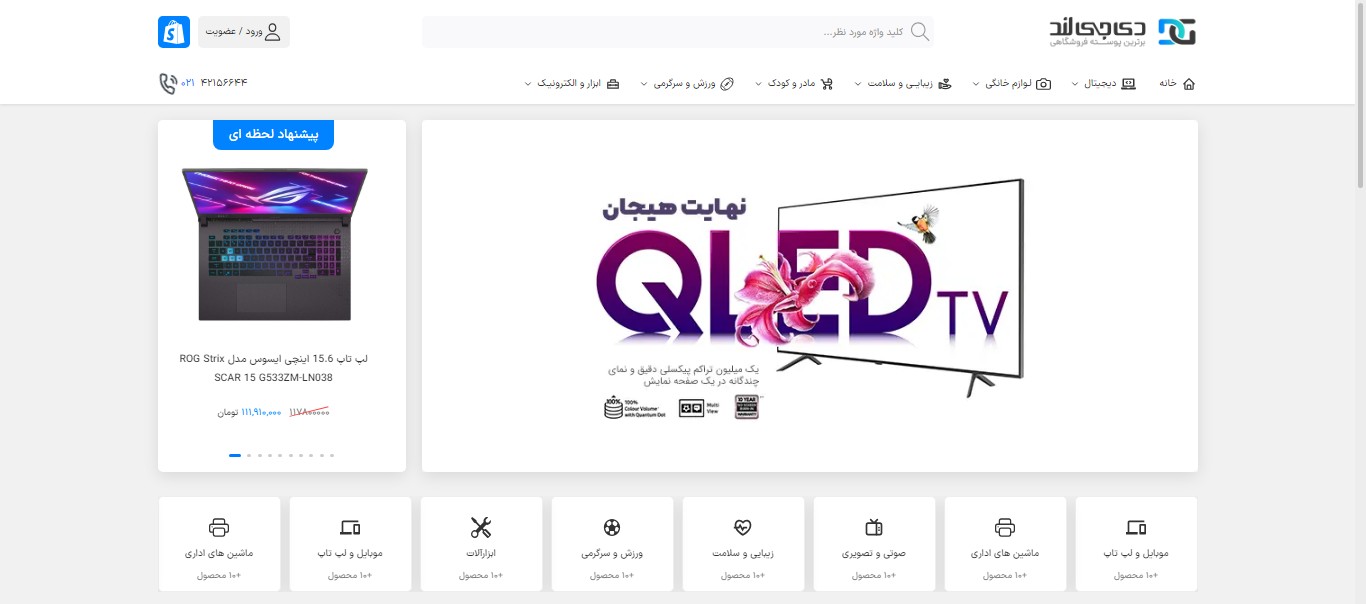 دی‌جی‌لند
برترین پوسته فروشگاهی
کلید واژه مورد نظر...
ورود / عضویت
خانه
دیجیتال
لوازم خانگی
زیبایی و سلامت
مادر و کودک
ورزش و سرگرمی
ابزار و الکترونیک
۰۲۱ ۴۲۱۵۶۶۴۴
نهایت هیجان
QLED TV
یک میلیون تراکم پیکسلی دقیق و نمای
چندگانه در یک صفحه نمایش
100%
100%
Colour Volume
with Quantum Dot
Multi
View
10 YEAR
پیشنهاد لحظه ای
لپ تاپ 15.6 اینچی ایسوس مدل ROG Strix
SCAR 15 G533ZM-LN038
۱۱۷۸۰۰۰۰۰ ۱۱۱,۹۱۰,۰۰۰ تومان
موبایل و لپ تاپ
+۱۰ محصول
ماشین های اداری
+۱۰ محصول
صوتی و تصویری
+۱۰ محصول
زیبایی و سلامت
+۱۰ محصول
ورزش و سرگرمی
+۱۰ محصول
ابزارآلات
+۱۰ محصول
موبایل و لپ تاپ
+۱۰ محصول
ماشین های اداری
+۱۰ محصول